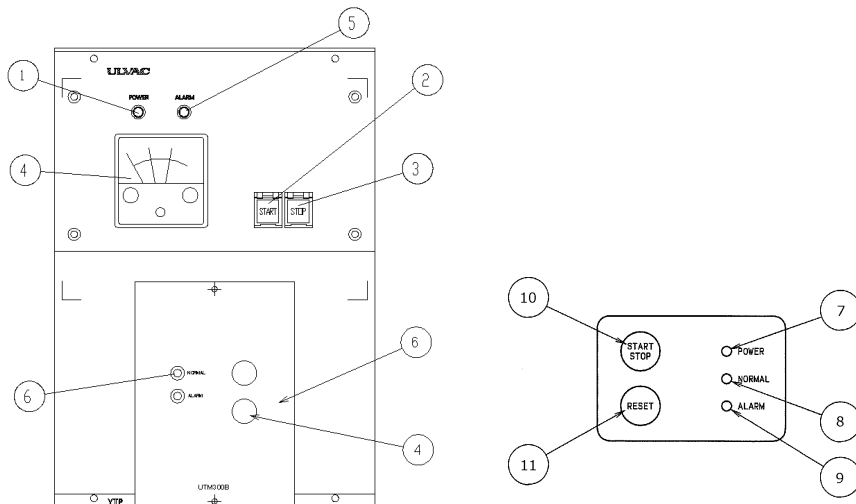 5
1
ULVAC
2
POWER
ALARM
3
4
START
STOP
10
7
START
STOP
POWER
6
NORMAL
6
NORMAL
ALARM
RESET
ALARM
8
4
11
9
UTM300B
YTP